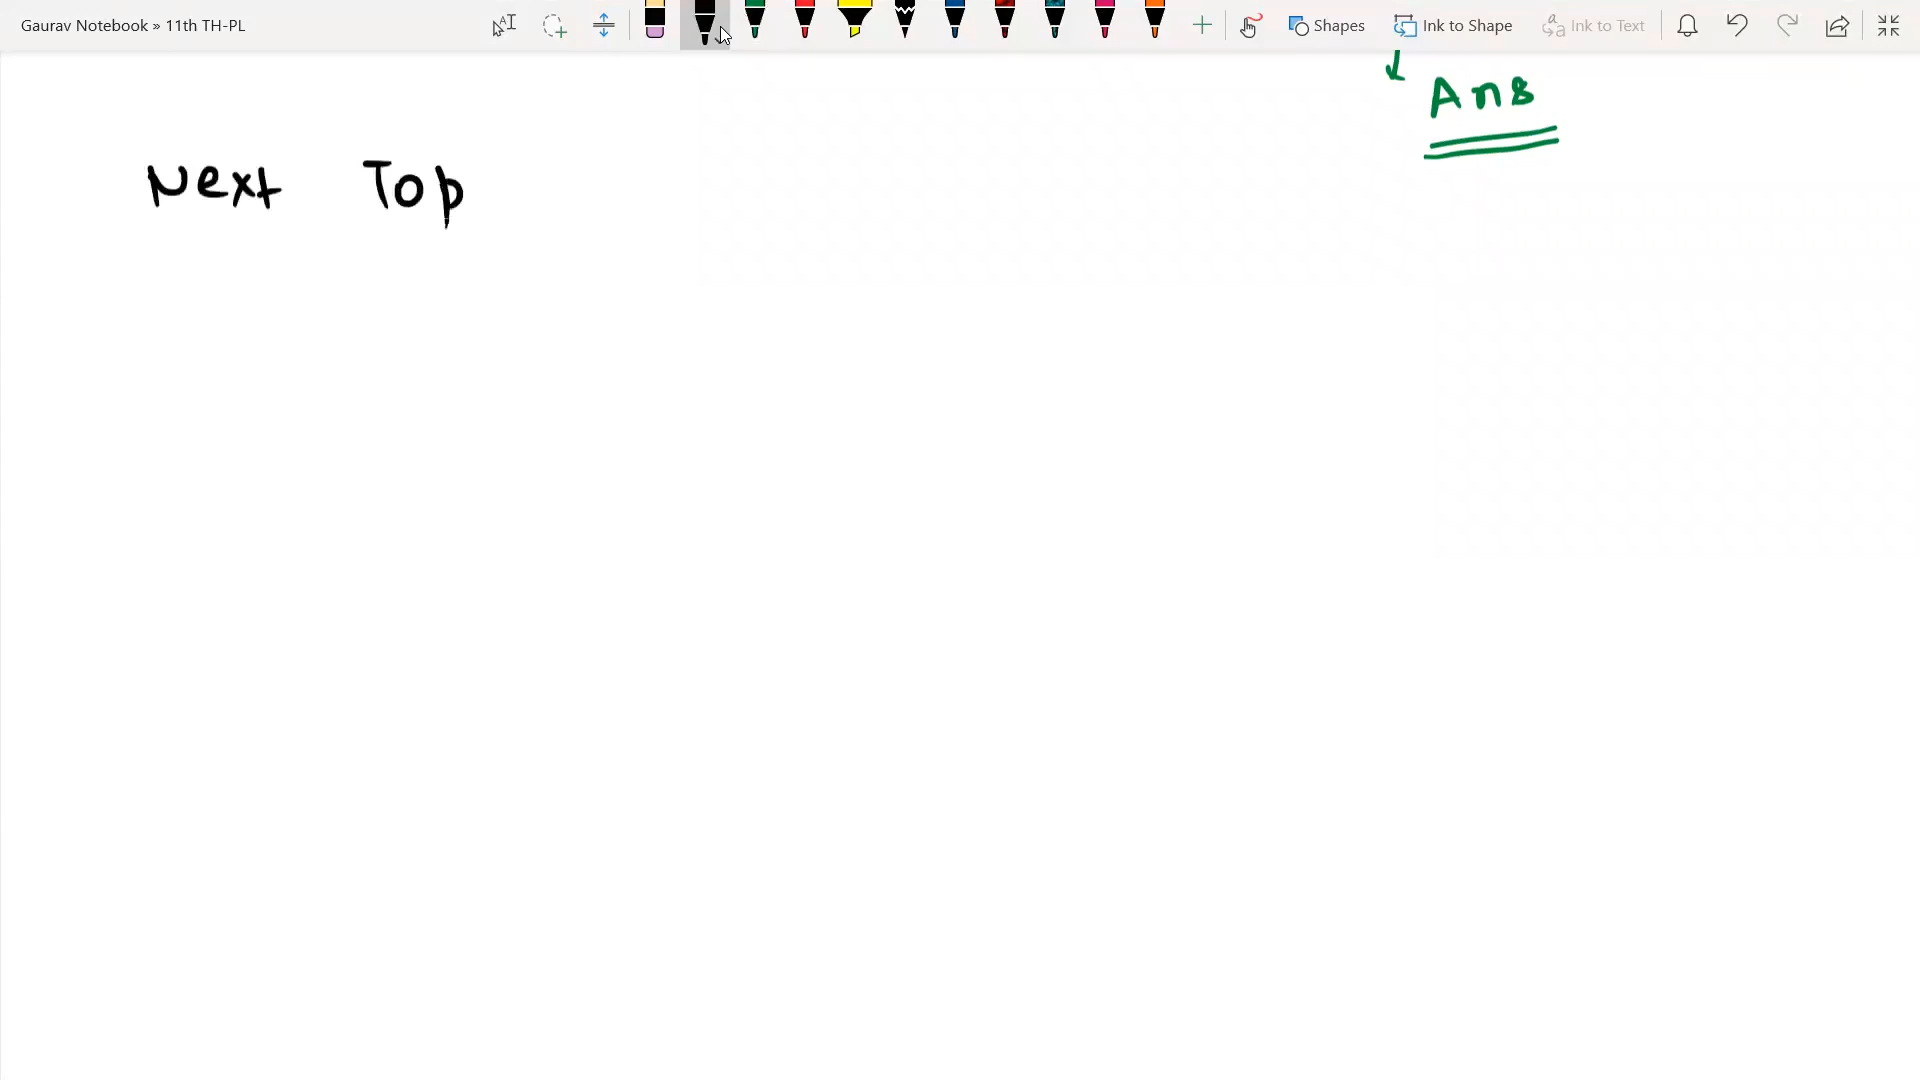 Gaurav Notebook » 11th TH-PL
Shapes
Ink to Shape
Ink to Text
Ans
Next Top